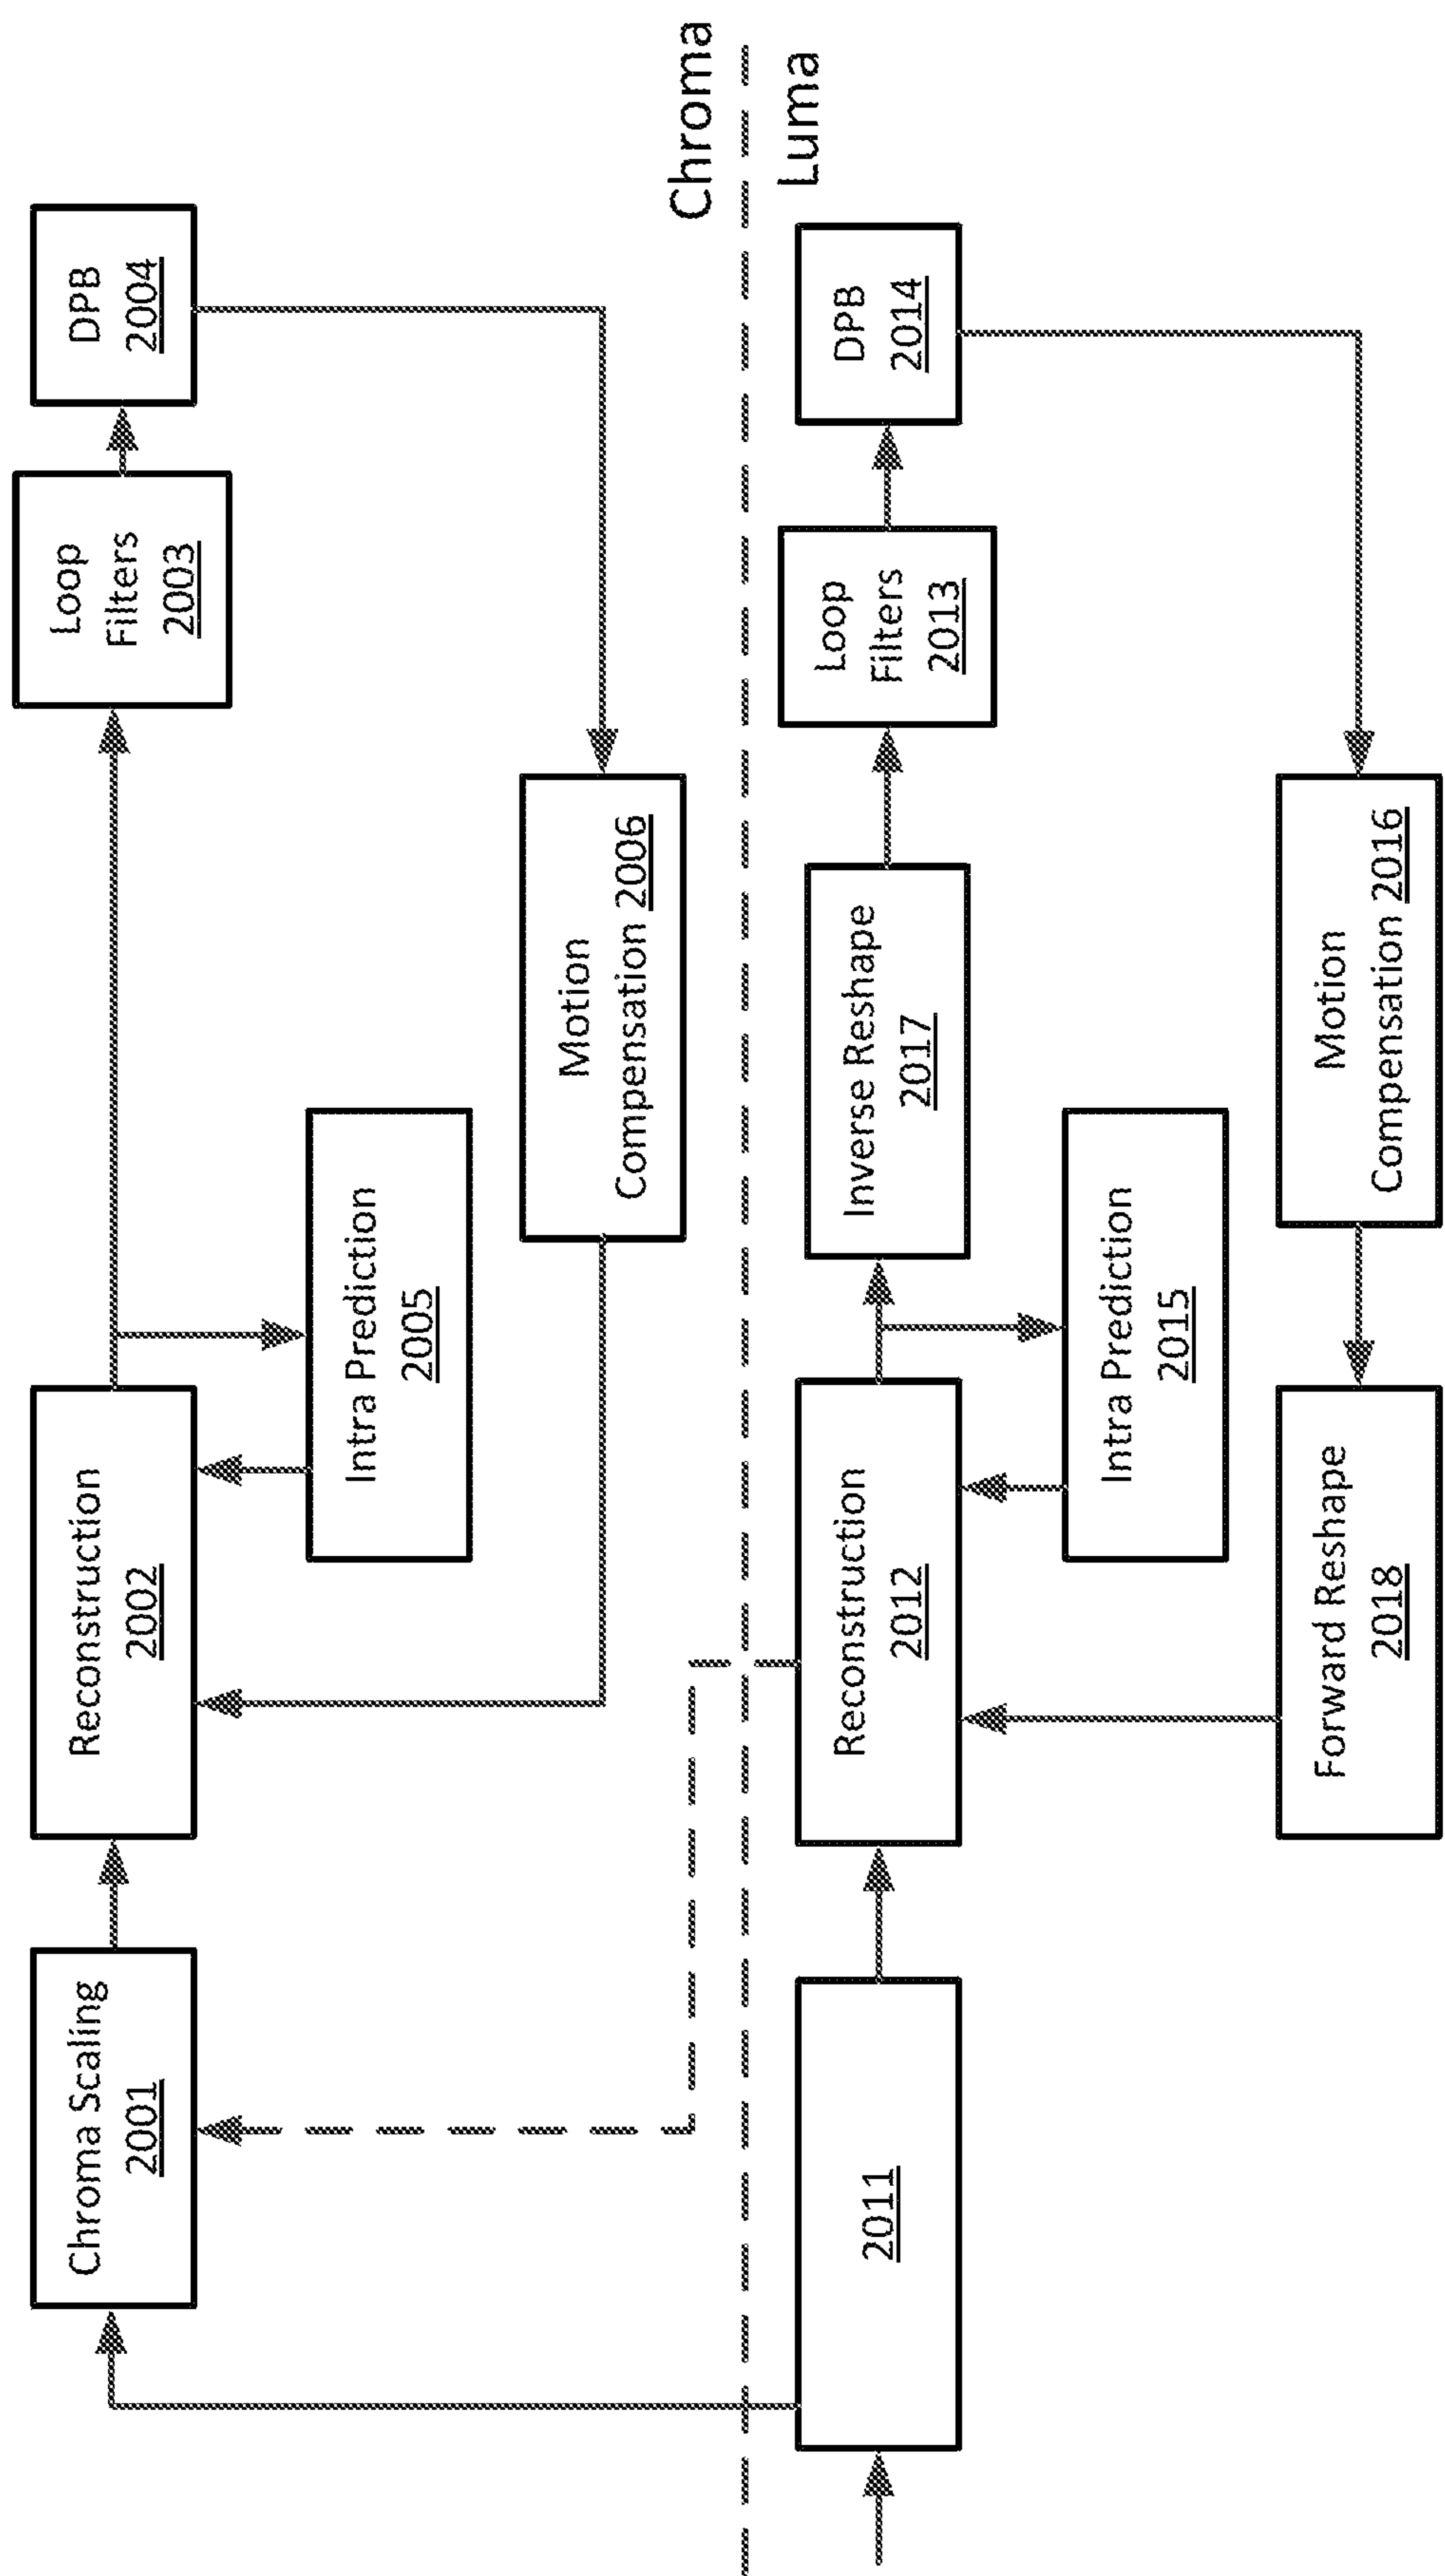 Chroma Scaling
2001
Reconstruction
2002
Intra Prediction
2005
Loop
Filters
2003
DPB
2004
Motion
Compensation 2006
Chroma
Luma
2011
Reconstruction
2012
Intra Prediction
2015
Inverse Reshape
2017
Loop
Filters
2013
DPB
2014
Forward Reshape
2018
Motion
Compensation 2016